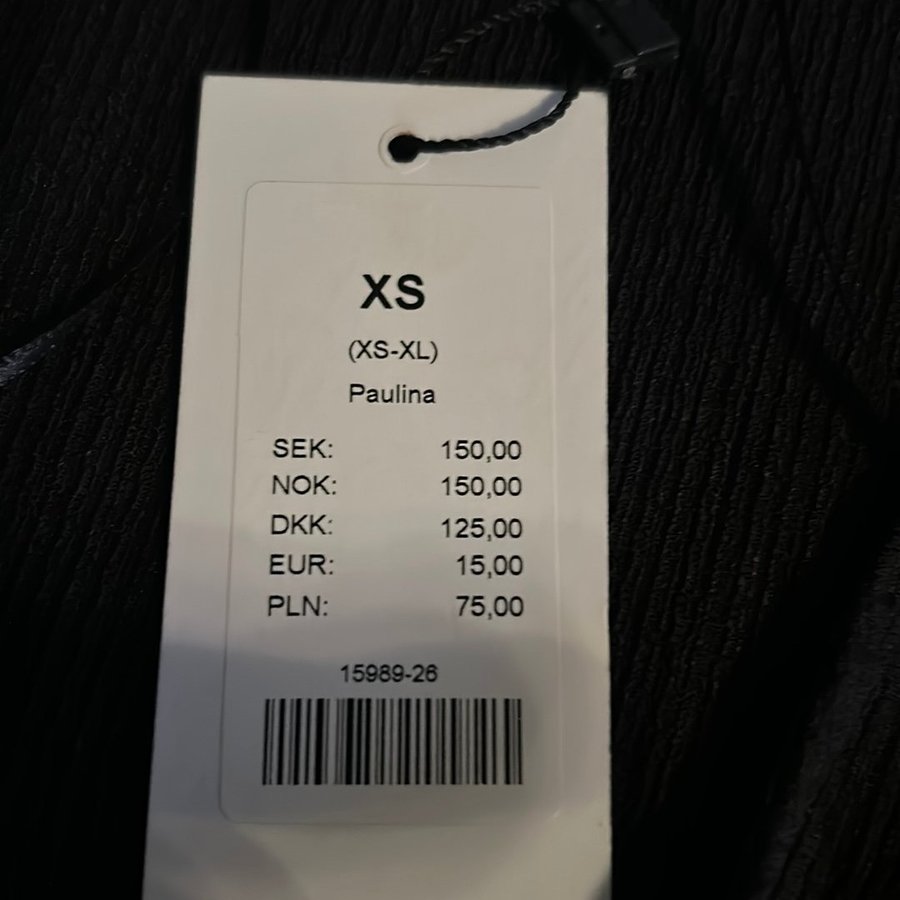 XS
(XS-XL)
Paulina
SEK: 150,00
NOK: 150,00
DKK: 125,00
EUR: 15,00
PLN: 75,00
15989-26